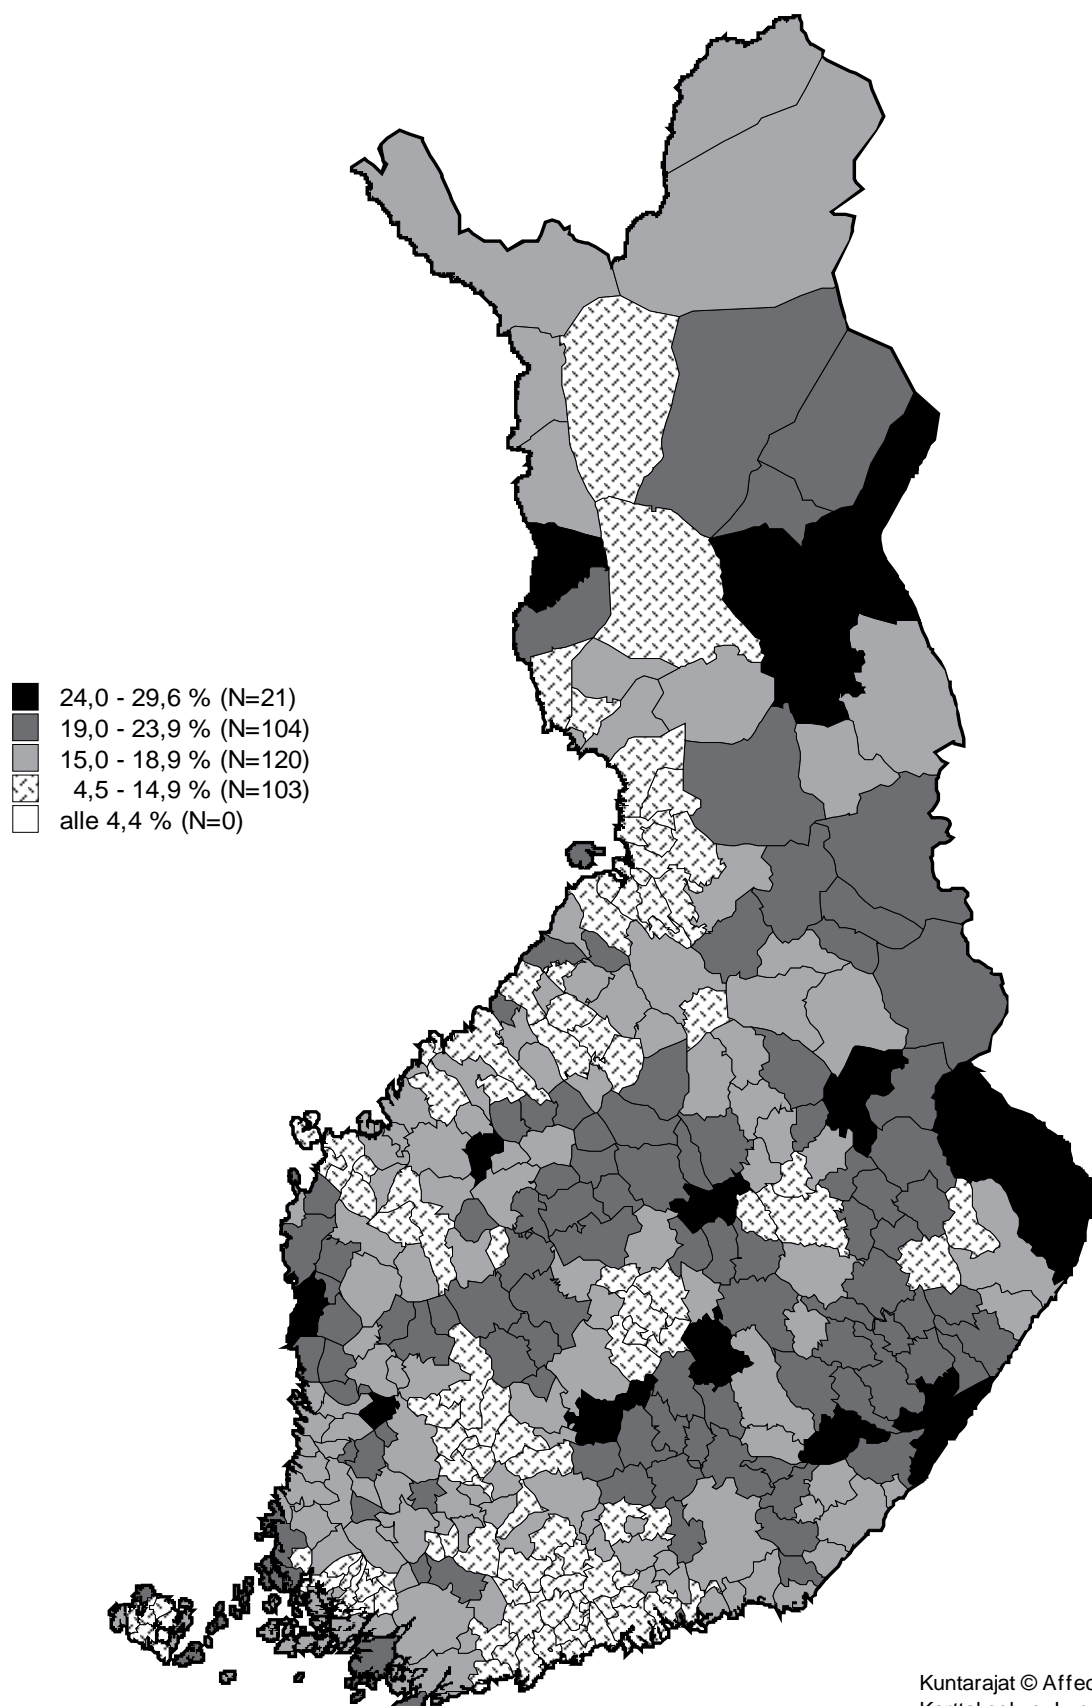 24,0 - 29,6 % (N=21)
19,0 - 23,9 % (N=104)
15,0 - 18,9 % (N=120)
4,5 - 14,9 % (N=103)
alle 4,4 % (N=0)
Kuntarajat © Affec